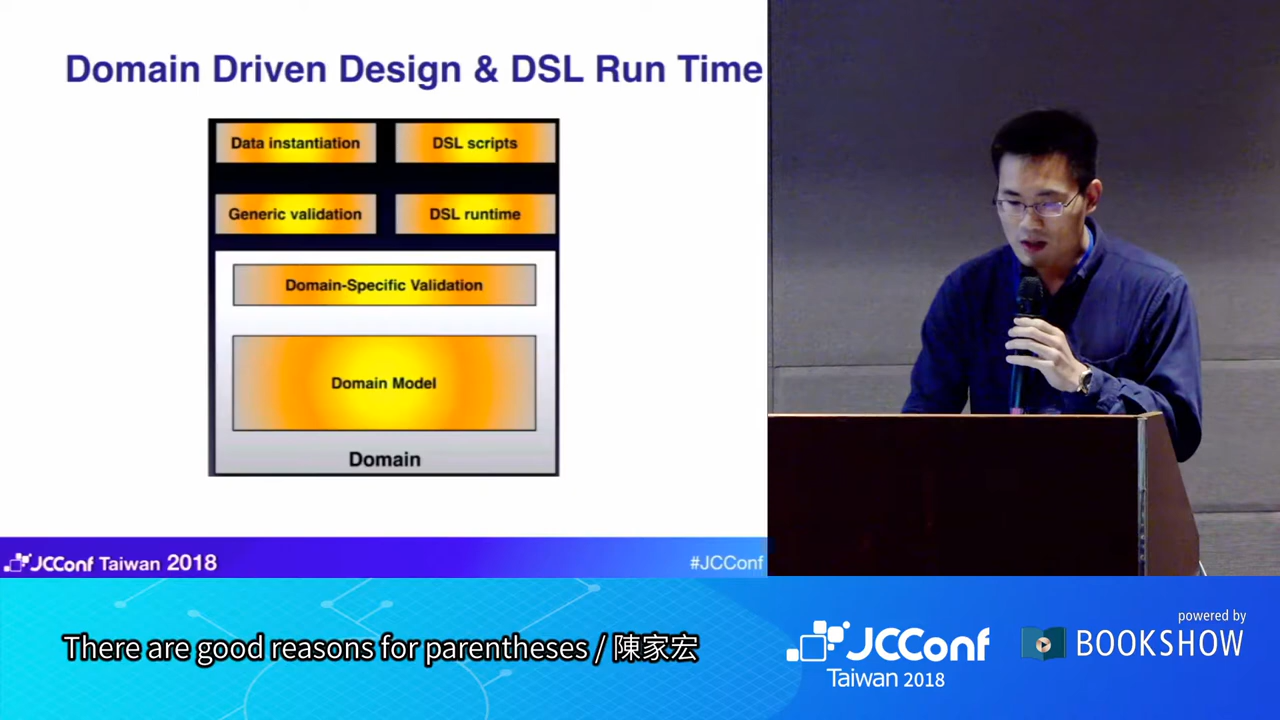 Domain Driven Design & DSL Run Time
Data instantiation
DSL scripts
Generic validation
DSL runtime
Domain-Specific Validation
Domain Model
Domain
JCConf Taiwan 2018
#JCConf
There are good reasons for parentheses / 陳家宏
JCConf
Taiwan 2018
powered by
BOOKSHOW